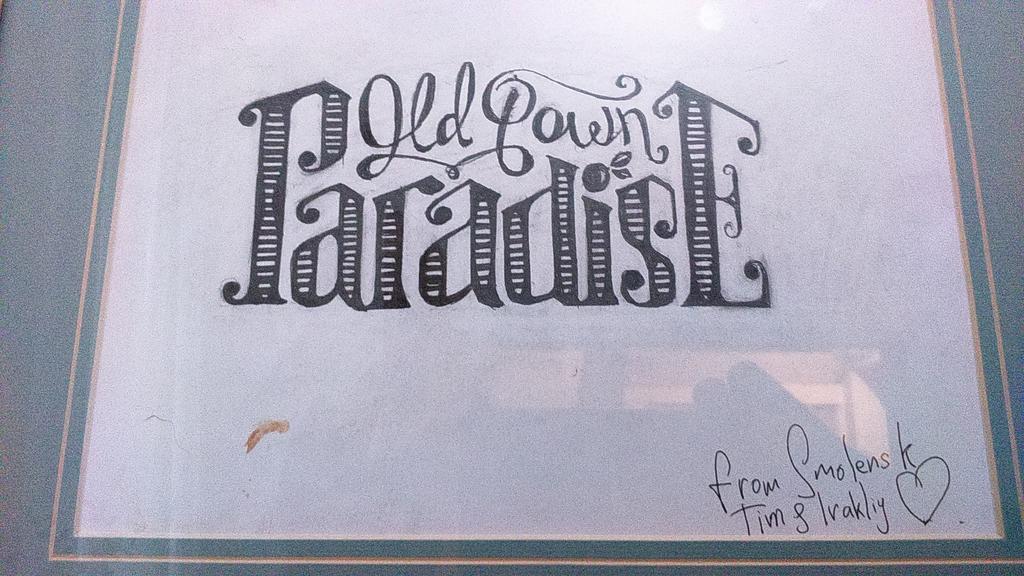 Old Town
ParadisE
from Smolensk
Tim & Irakliy